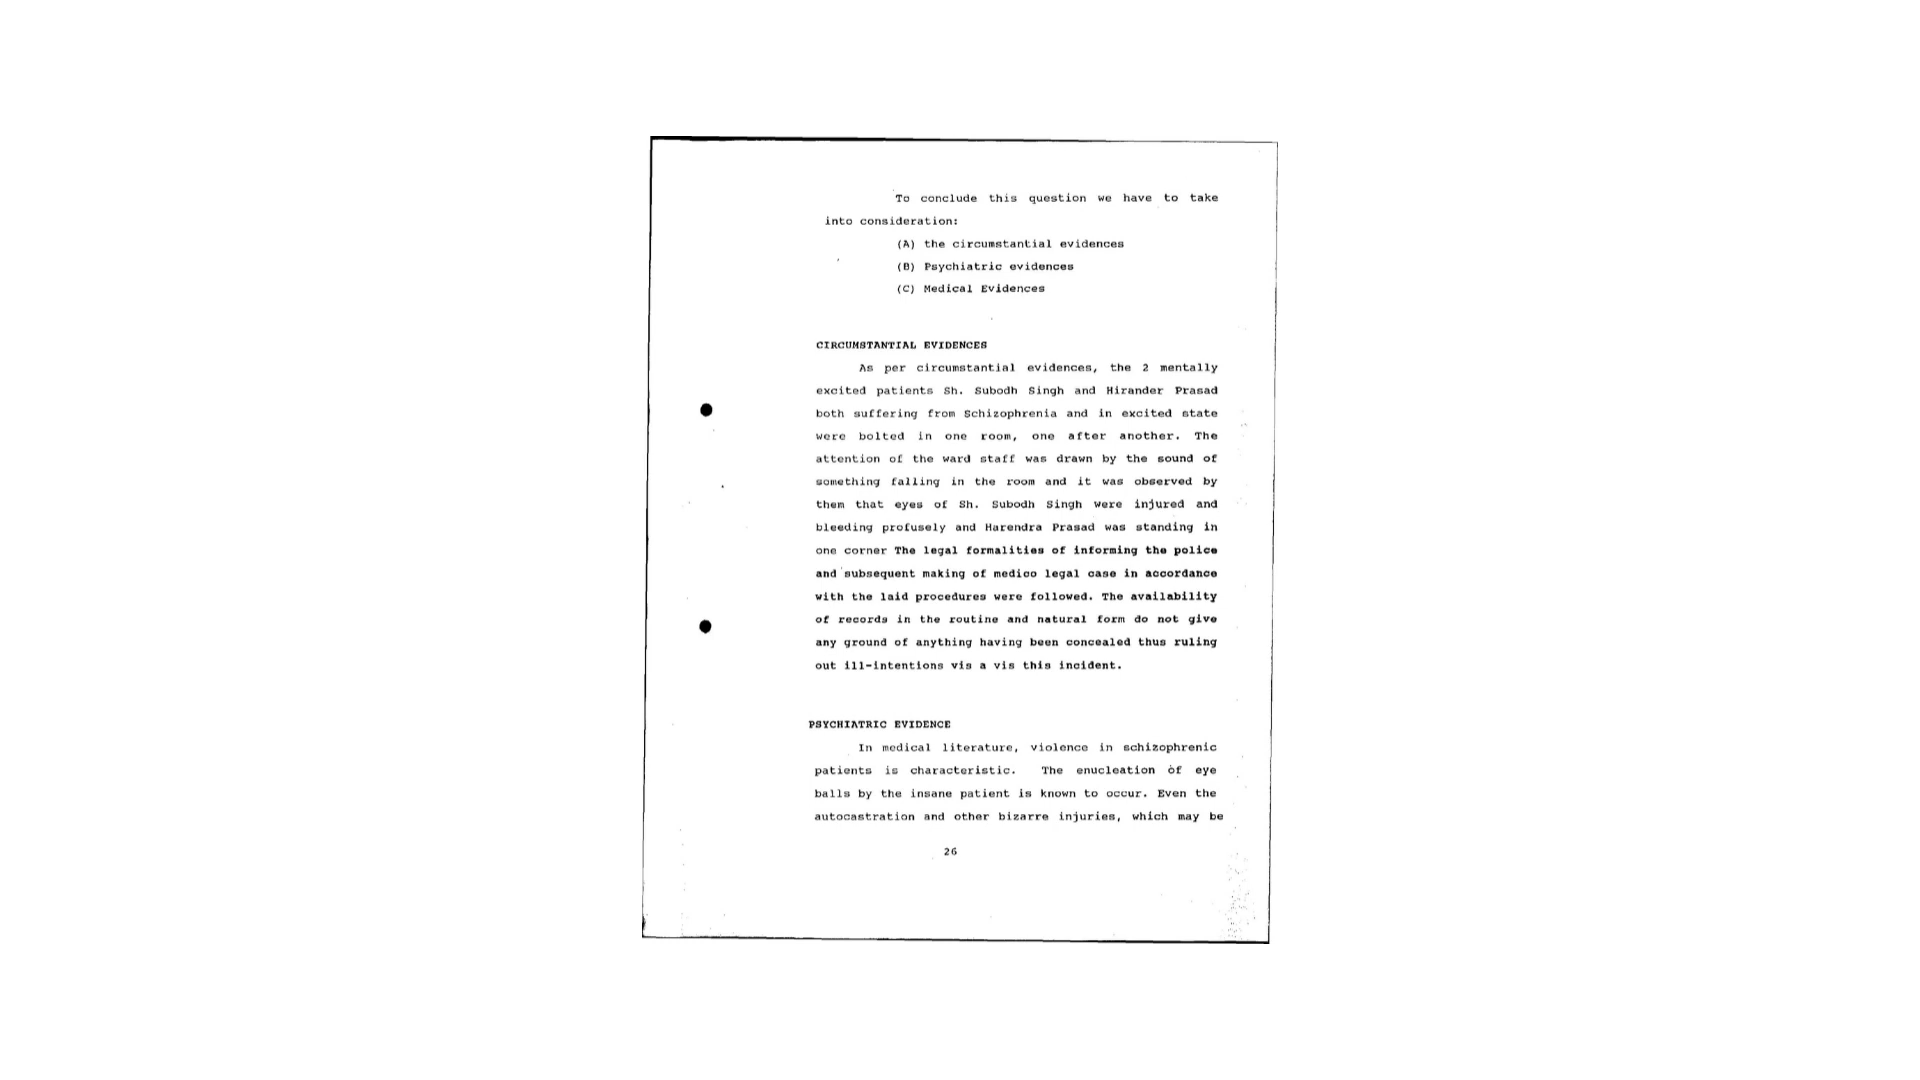 To conclude this question we have to take
into consideration:
(A) the circumstantial evidences
(B) Psychiatric evidences
(C) Medical Evidences
CIRCUMSTANTIAL EVIDENCES
As per circumstantial evidences, the 2 mentally
excited patients Sh. Subodh Singh and Hirander Prasad
both suffering from Schizophrenia and in excited state
were bolted in one room, one after another. The
attention of the ward staff was drawn by the sound of
something falling in the room and it was observed by
them that eyes of Sh. Subodh Singh were injured and
bleeding profusely and Harendra Prasad was standing in
one corner The legal formalities of informing the police
and subsequent making of medico legal case in accordance
with the laid procedures were followed. The availability
of records in the routine and natural form do not give
any ground of anything having been concealed thus ruling
out ill-intentions vis a vis this incident.
PSYCHIATRIC EVIDENCE
In medical literature, violence in schizophrenic
patients is characteristic. The enucleation of eye
balls by the insane patient is known to occur. Even the
autocastration and other bizarre injuries, which may be
26